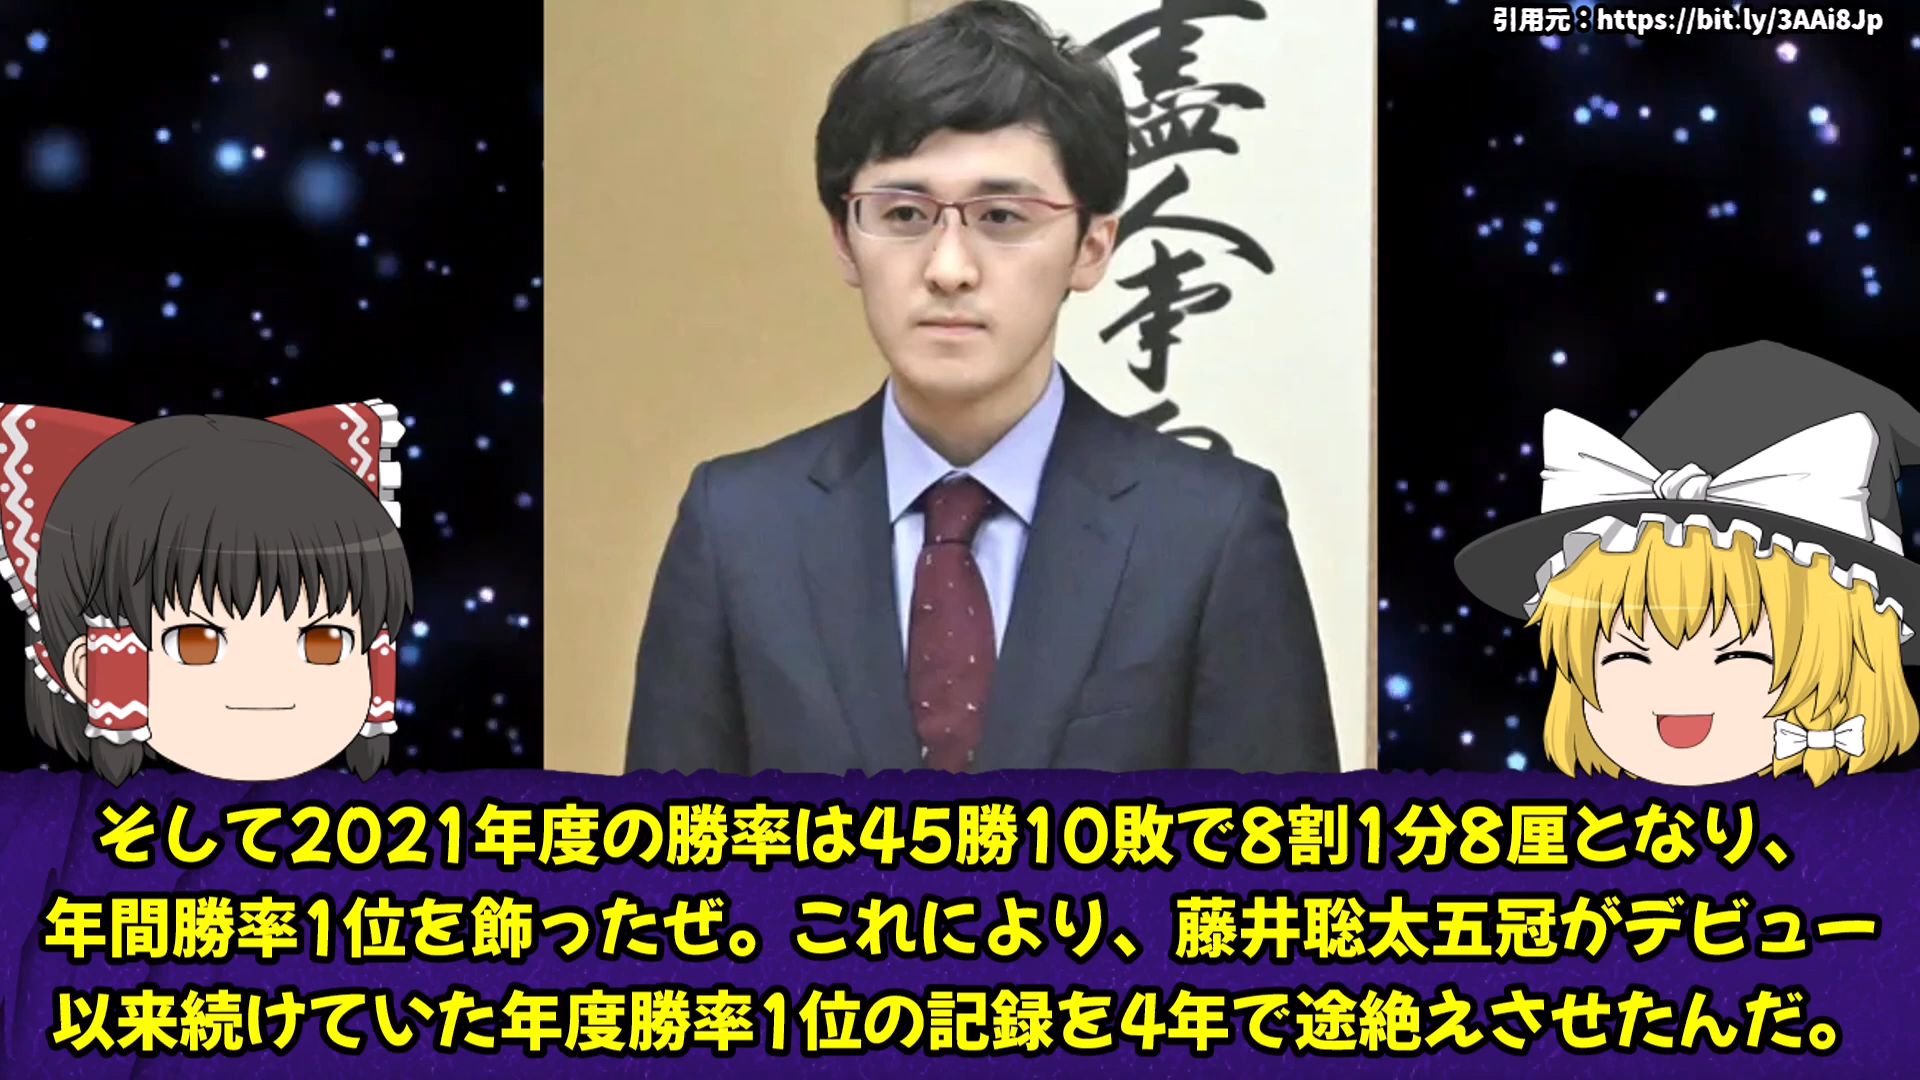 引用元：https://bit.ly/3AAi8Jp
盡人事
そして2021年度の勝率は45勝10敗で8割1分8厘となり、
年間勝率1位を飾ったぜ。これにより、藤井聡太五冠がデビュー
以来続けていた年度勝率1位の記録を4年で途絶えさせたんだ。